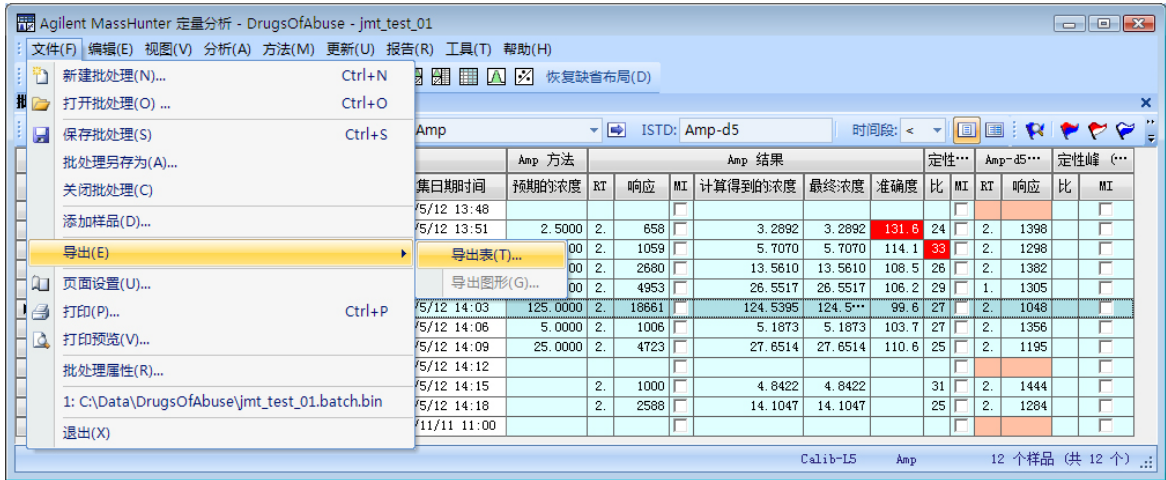 Agilent MassHunter 定量分析 - DrugsOfAbuse - jmt_test_01
文件(F) 编辑(E) 视图(V) 分析(A) 方法(M) 更新(U) 报告(R) 工具(T) 帮助(H)
新建批处理(N)... Ctrl+N 恢复缺省布局(D)
打开批处理(O) ... Ctrl+O
保存批处理(S) Ctrl+S Amp ISTD: Amp-d5 时间段: <
批处理另存为(A)... Amp 方法 Amp 结果 定性… Amp-d5… 定性峰 (…
关闭批处理(C) 集日期时间 预期的浓度 RT 响应 MI 计算得到的浓度 最终浓度 准确度 比 MI RT 响应 比 MI
/5/12 13:48
添加样品(D)... /5/12 13:51 2.5000 2. 658 3.2892 3.2892 131.6 24 2. 1398
导出(E) 导出表(T)... 00 2. 1059 5.7070 5.7070 114.1 33 2. 1298
00 2. 2680 13.5610 13.5610 108.5 26 2. 1382
页面设置(U)... 导出图形(G)... 00 2. 4953 26.5517 26.5517 106.2 29 1. 1305
打印(P)... Ctrl+P /5/12 14:03 125.0000 2. 18661 124.5395 124.5… 99.6 27 2. 1048
/5/12 14:06 5.0000 2. 1006 5.1873 5.1873 103.7 27 2. 1356
打印预览(V)... /5/12 14:09 25.0000 2. 4723 27.6514 27.6514 110.6 25 2. 1195
批处理属性(R)... /5/12 14:12
/5/12 14:15 2. 1000 4.8422 4.8422 31 2. 1444
1: C:\Data\DrugsOfAbuse\jmt_test_01.batch.bin /5/12 14:18 2. 2588 14.1047 14.1047 25 2. 1284
退出(X) /11/11 11:00
Calib-L5 Amp 12 个样品 (共 12 个)